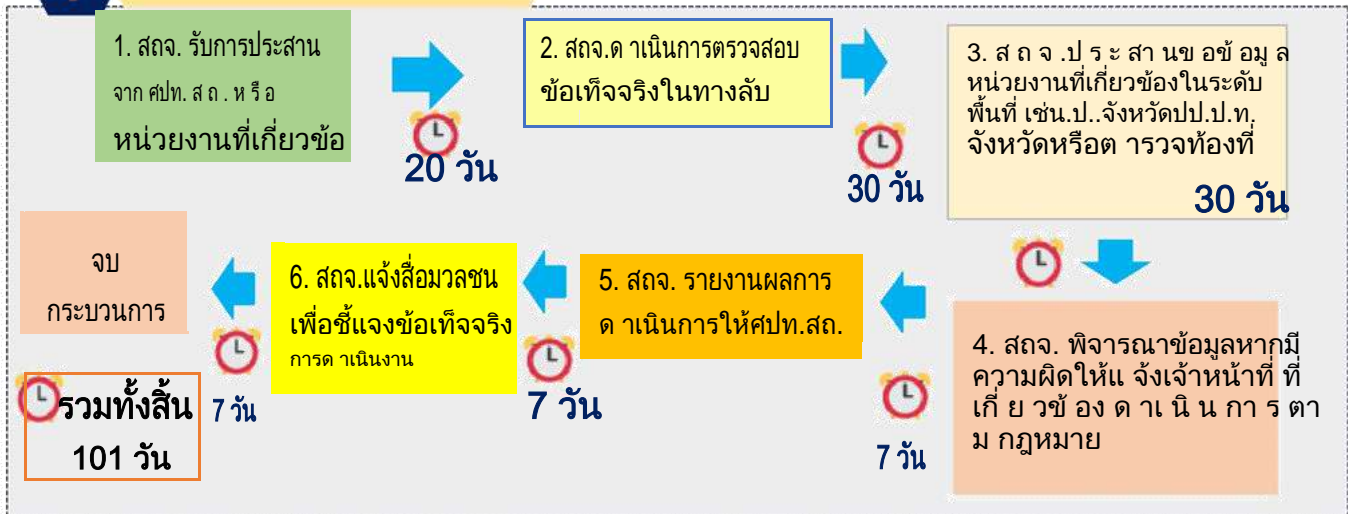 1. สถจ. รับการประสาน
จาก ศปท. ส ถ . ห รื อ
หน่วยงานที่เกี่ยวข้อ
20 วัน
2. สถจ.ด าเนินการตรวจสอบ
ข้อเท็จจริงในทางลับ
30 วัน
3. ส ถ จ .ป ร ะ สา นข อข้ อมู ล
หน่วยงานที่เกี่ยวข้องในระดับ
พื้นที่ เช่น.ป..จังหวัดปป.ป.ท.
จังหวัดหรือต ารวจท้องที่
30 วัน
4. สถจ. พิจารณาข้อมูลหากมี
ความผิดให้แ จ้งเจ้าหน้าที่ ที่
เกี่ ย วข้ อง ด าเ นิ น กา ร ตา
ม กฎหมาย
7 วัน
5. สถจ. รายงานผลการ
ด าเนินการให้ศปท.สถ.
7 วัน
6. สถจ.แจ้งสื่อมวลชน
เพื่อชี้แจงข้อเท็จจริง
การด าเนินงาน
7 วัน
จบ
กระบวนการ
รวมทั้งสิ้น
101 วัน